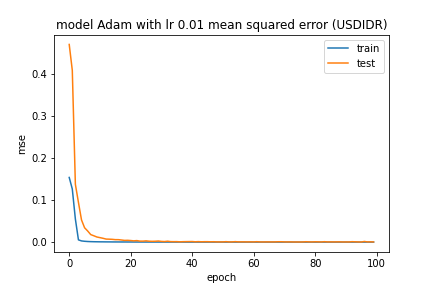 model Adam with lr 0.01 mean squared error (USDIDR)
train
test
mse
0.4
0.3
0.2
0.1
0.0
0 20 40 60 80 100
epoch